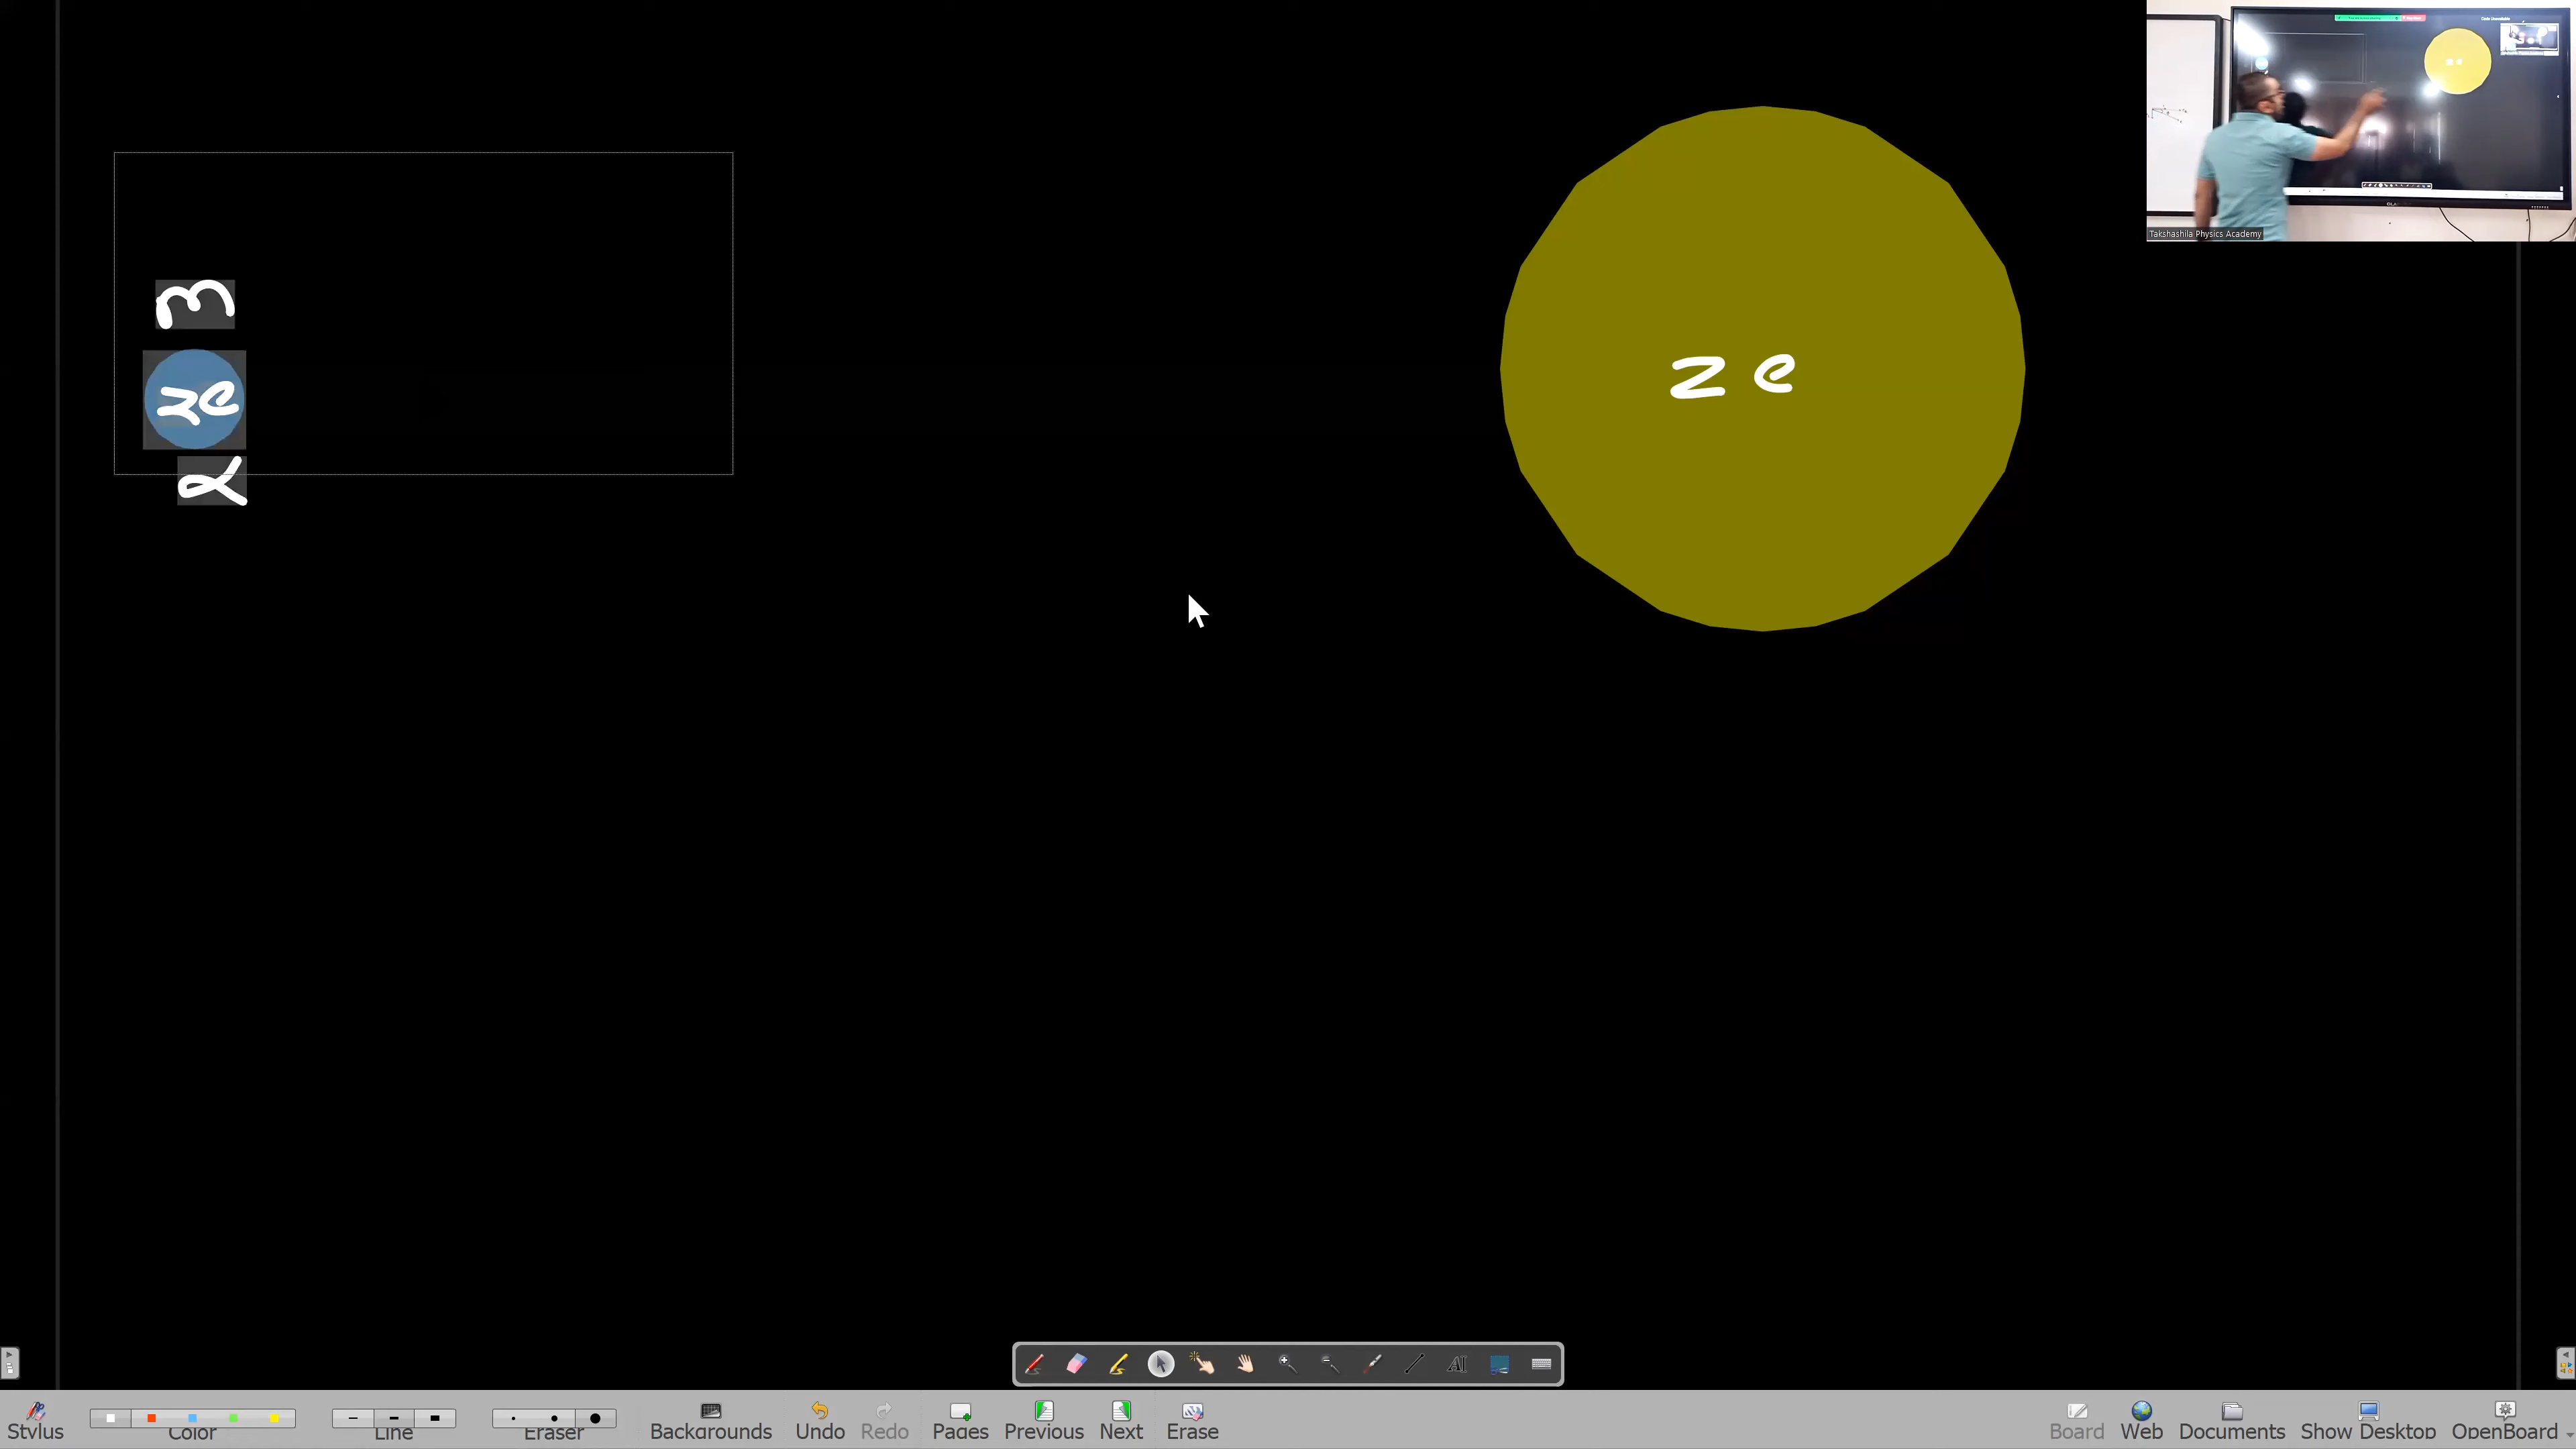 m
ze
α
ze
Takshashila Physics Academy
Stylus
Color
Line
Eraser
Backgrounds
Undo
Redo
Pages
Previous
Next
Erase
Board
Web
Documents
Show Desktop
OpenBoard